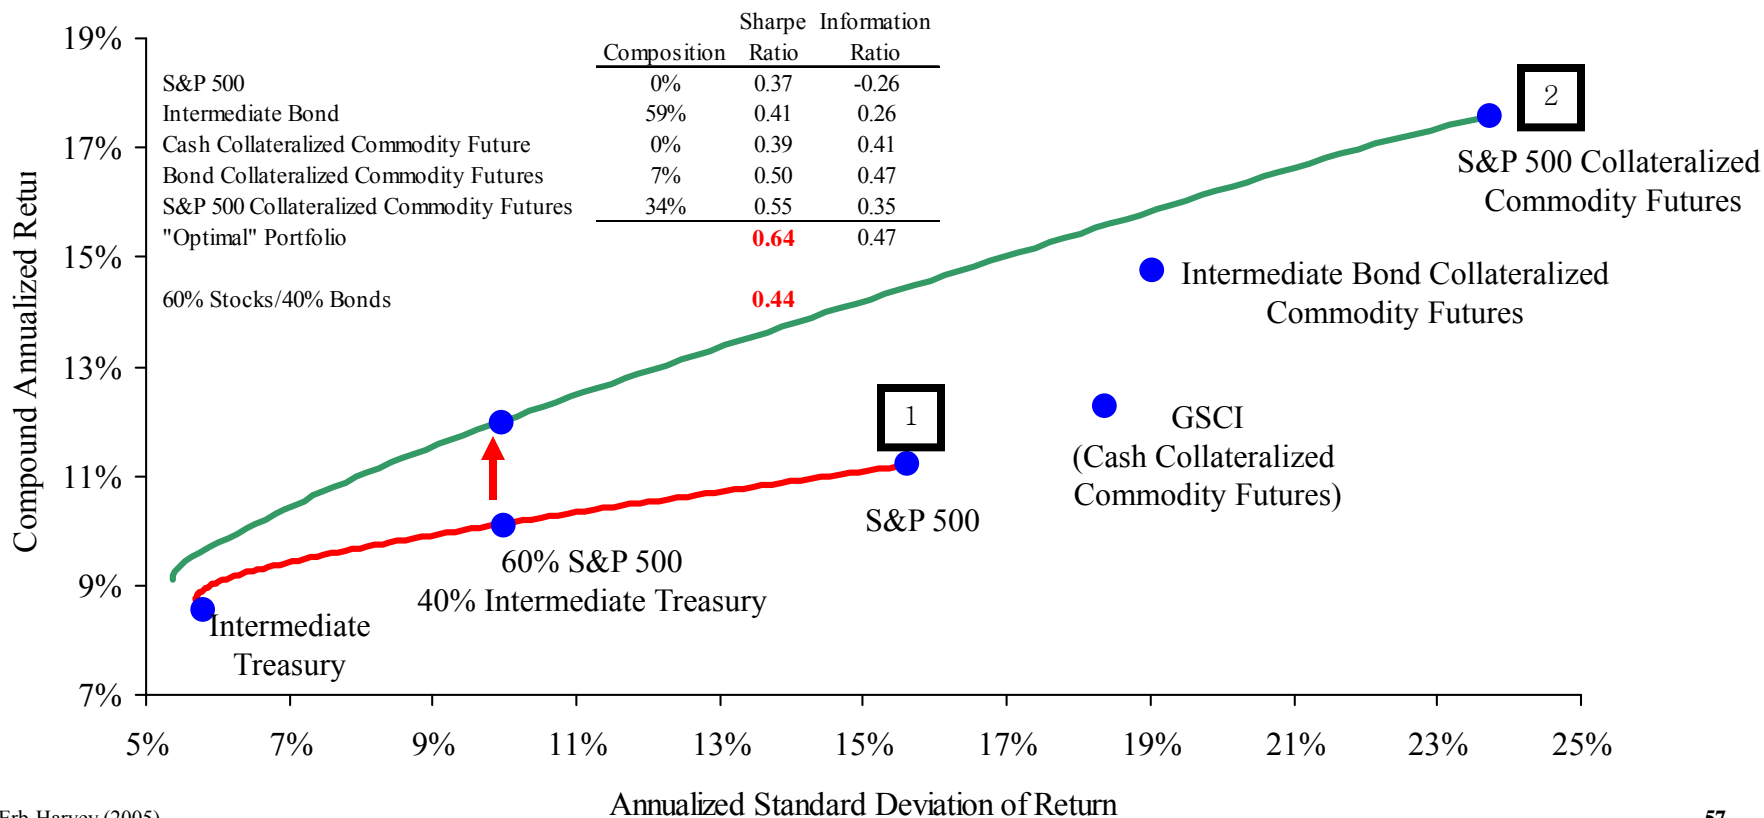 Sharpe Information
Composition Ratio Ratio
S&P 500 0% 0.37 -0.26
Intermediate Bond 59% 0.41 0.26
Cash Collateralized Commodity Future 0% 0.39 0.41
Bond Collateralized Commodity Futures 7% 0.50 0.47
S&P 500 Collateralized Commodity Futures 34% 0.55 0.35
"Optimal" Portfolio 0.64 0.47
60% Stocks/40% Bonds 0.44
19%
17%
15%
13%
11%
9%
7%
Compound Annualized Retur
2
S&P 500 Collateralized
Commodity Futures
Intermediate Bond Collateralized
Commodity Futures
1
GSCI
(Cash Collateralized
Commodity Futures)
S&P 500
60% S&P 500
40% Intermediate Treasury
Intermediate
Treasury
5% 7% 9% 11% 13% 15% 17% 19% 21% 23% 25%
Annualized Standard Deviation of Return
Erb-Harvey (2005)
57